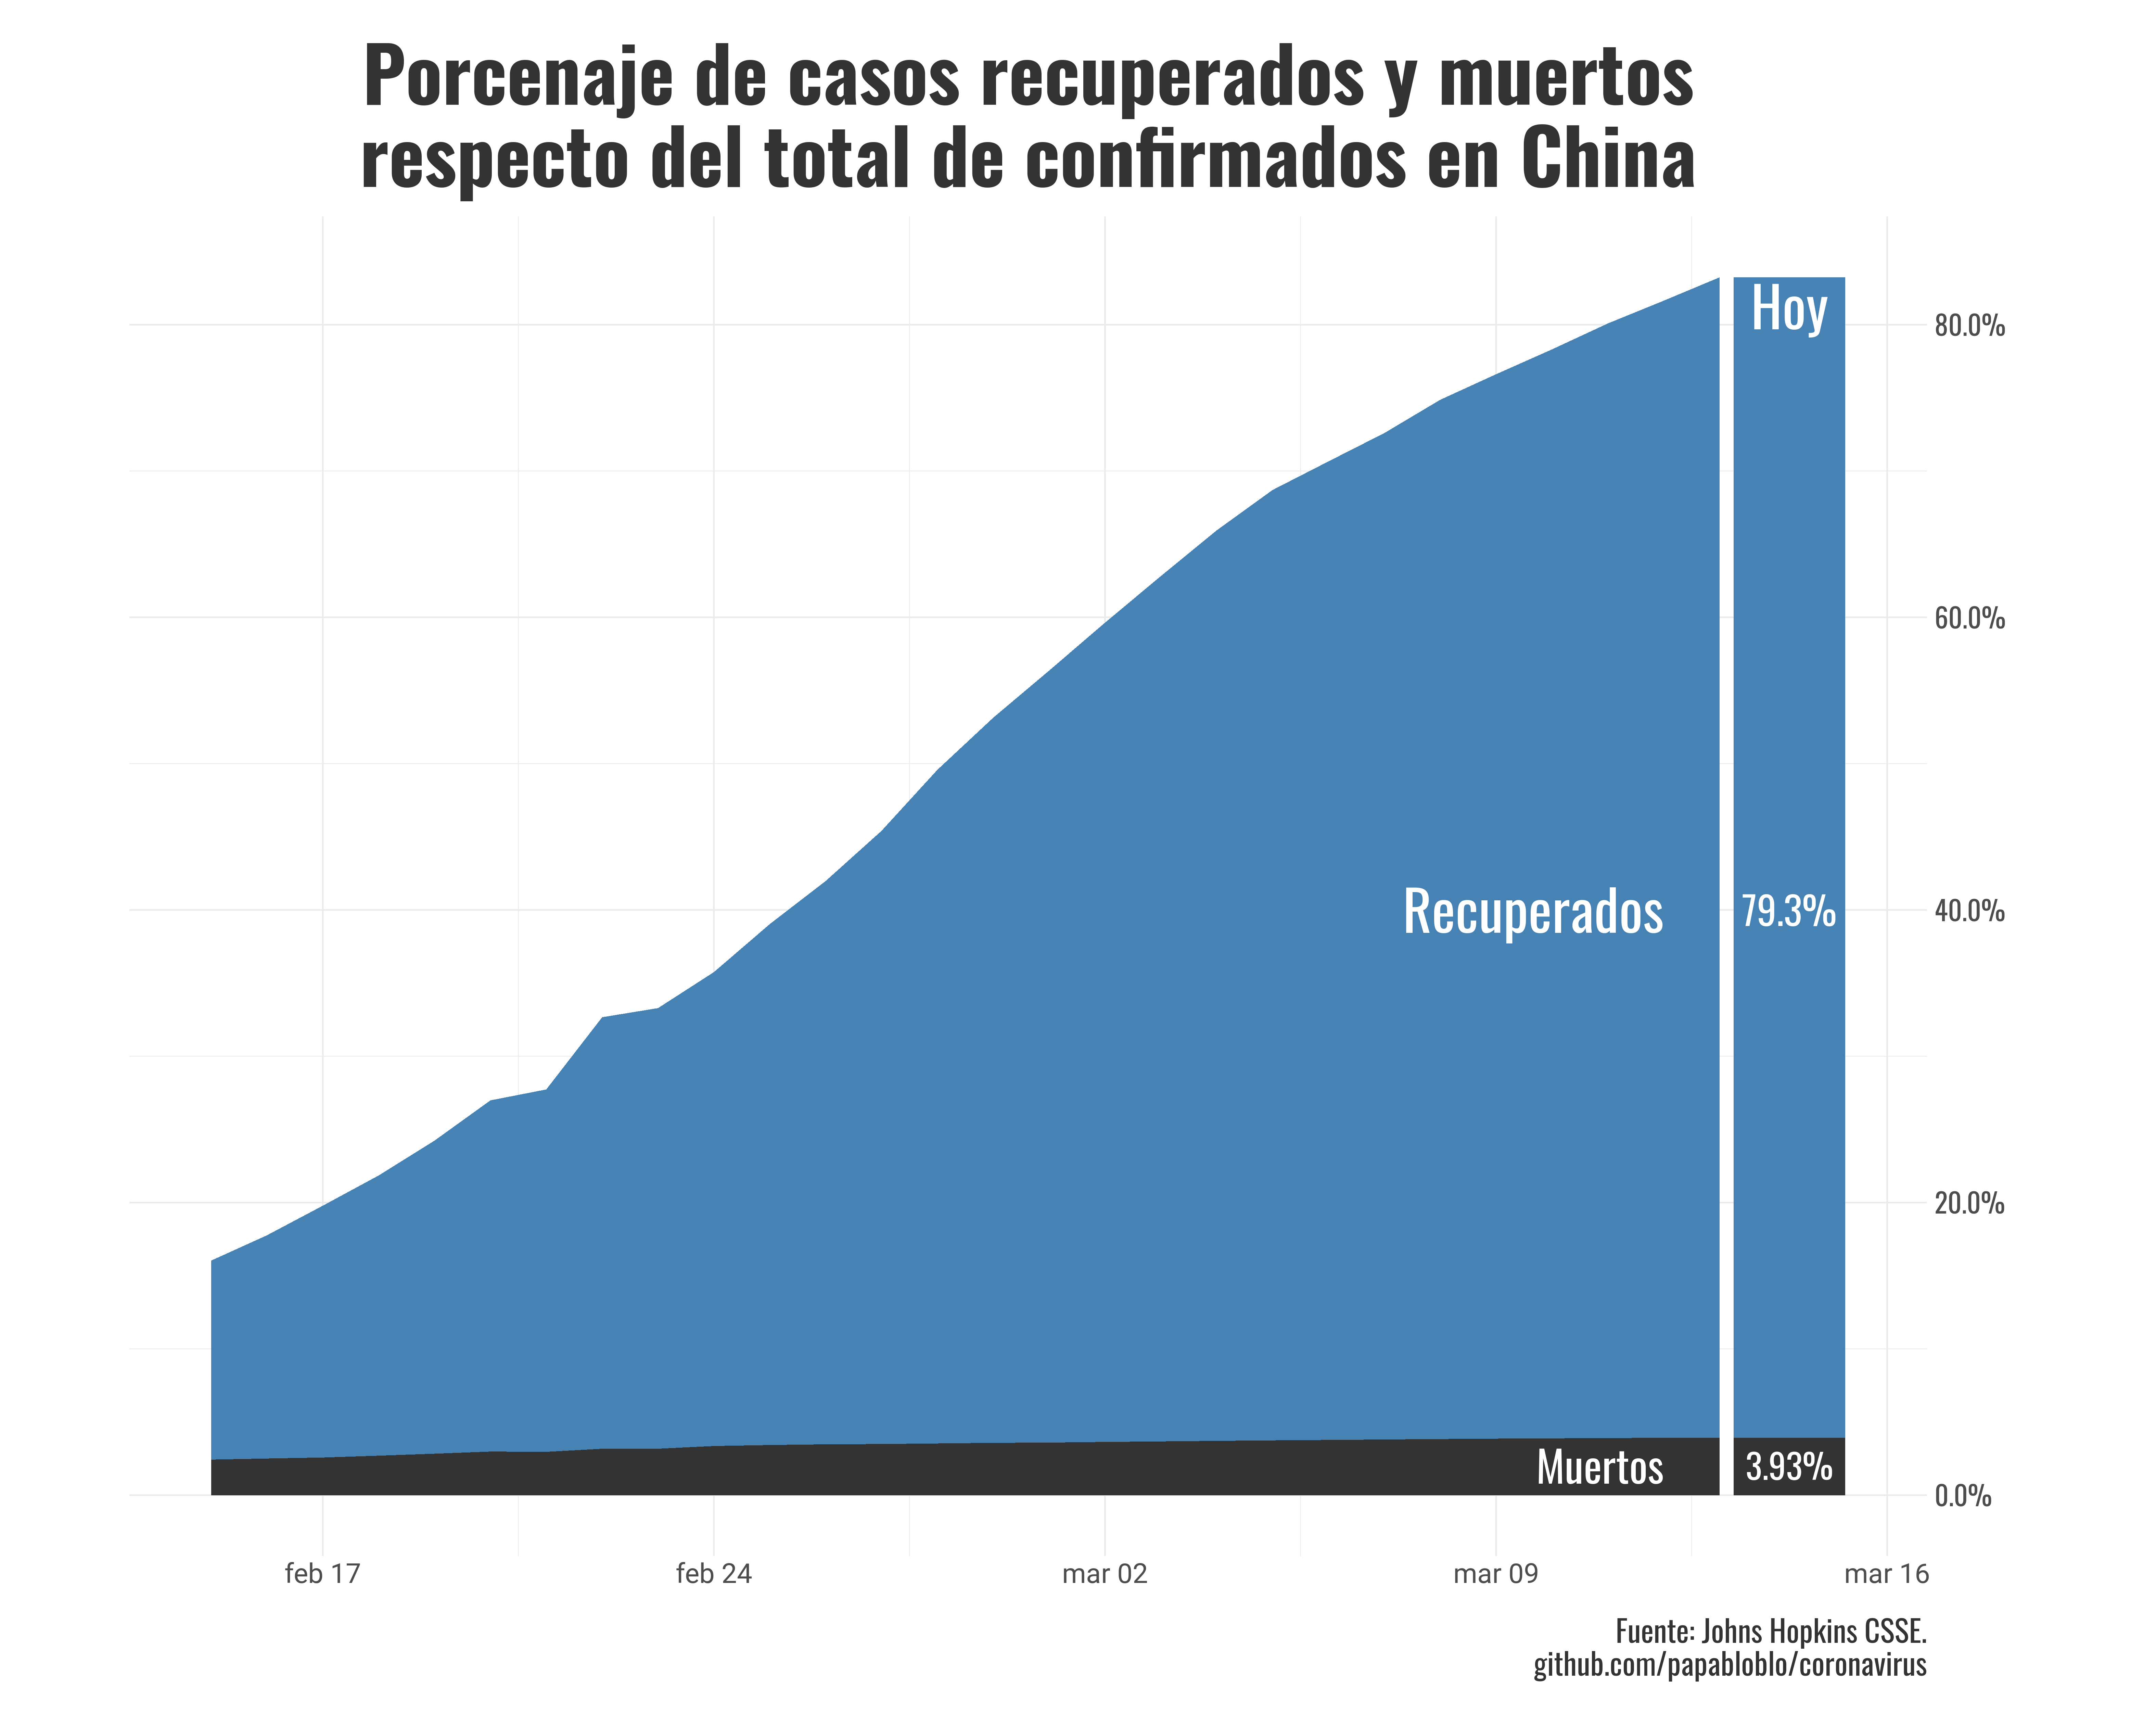 Porcenaje de casos recuperados y muertos
respecto del total de confirmados en China
Hoy
80.0%
60.0%
Recuperados
79.3%
40.0%
20.0%
Muertos
3.93%
0.0%
feb 17
feb 24
mar 02
mar 09
mar 16
Fuente: Johns Hopkins CSSE.
github.com/papabloblo/coronavirus